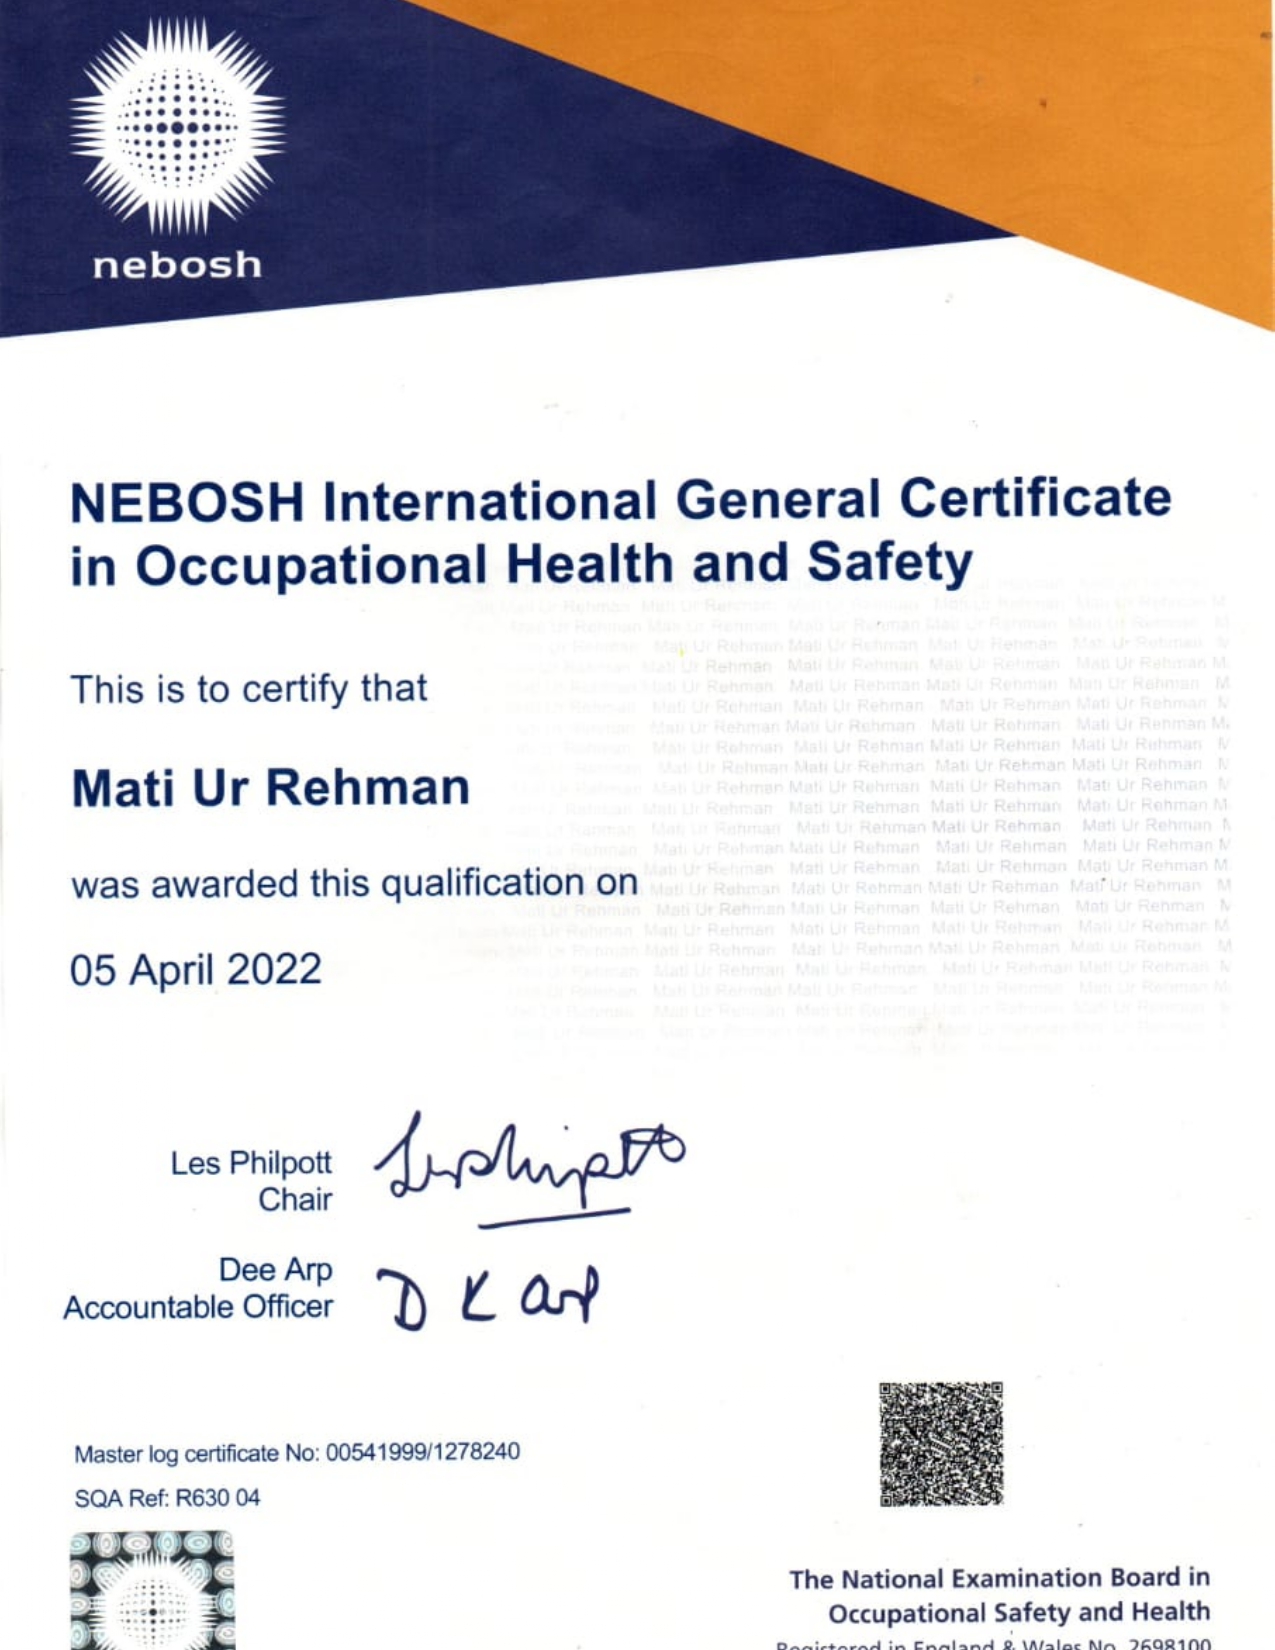 nebosh
NEBOSH International General Certificate
in Occupational Health and Safety
This is to certify that
Mati Ur Rehman
was awarded this qualification on
05 April 2022
Les Philpott
Chair
Dee Arp
Accountable Officer
D K Arp
Master log certificate No: 00541999/1278240
SQA Ref: R630 04
The National Examination Board in
Occupational Safety and Health
Registered in England & Wales No. 2698100